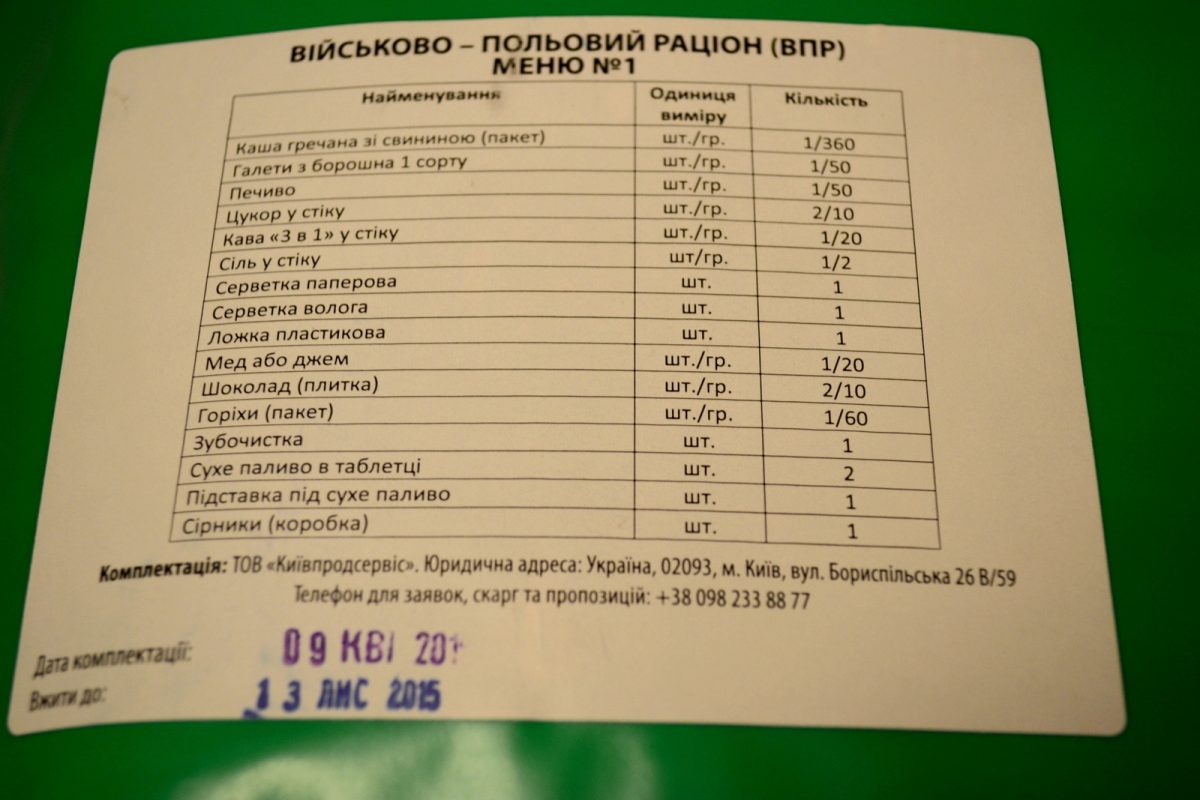 ВІЙСЬКОВО – ПОЛЬОВИЙ РАЦІОН (ВПР)
МЕНЮ №1
Найменування Одиниця виміру Кількість
Каша гречана зі свининою (пакет) шт./гр. 1/360
Галети з борошна 1 сорту шт./гр. 1/50
Печиво шт./гр. 1/50
Цукор у стіку шт./гр. 2/10
Кава «3 в 1» у стіку шт./гр. 1/20
Сіль у стіку шт/гр. 1/2
Серветка паперова шт. 1
Серветка волога шт. 1
Ложка пластикова шт. 1
Мед або джем шт./гр. 1/20
Шоколад (плитка) шт./гр. 2/10
Горіхи (пакет) шт./гр. 1/60
Зубочистка шт. 1
Сухе паливо в таблетці шт. 2
Підставка під сухе паливо шт. 1
Сірники (коробка) шт. 1
Комплектація: ТОВ «Київпродсервіс». Юридична адреса: Україна, 02093, м. Київ, вул. Бориспільська 26 В/59
Телефон для заявок, скарг та пропозицій: +38 098 233 88 77
Дата комплектації: 09 КВІ
Вжити до: 13 ЛИС 2015